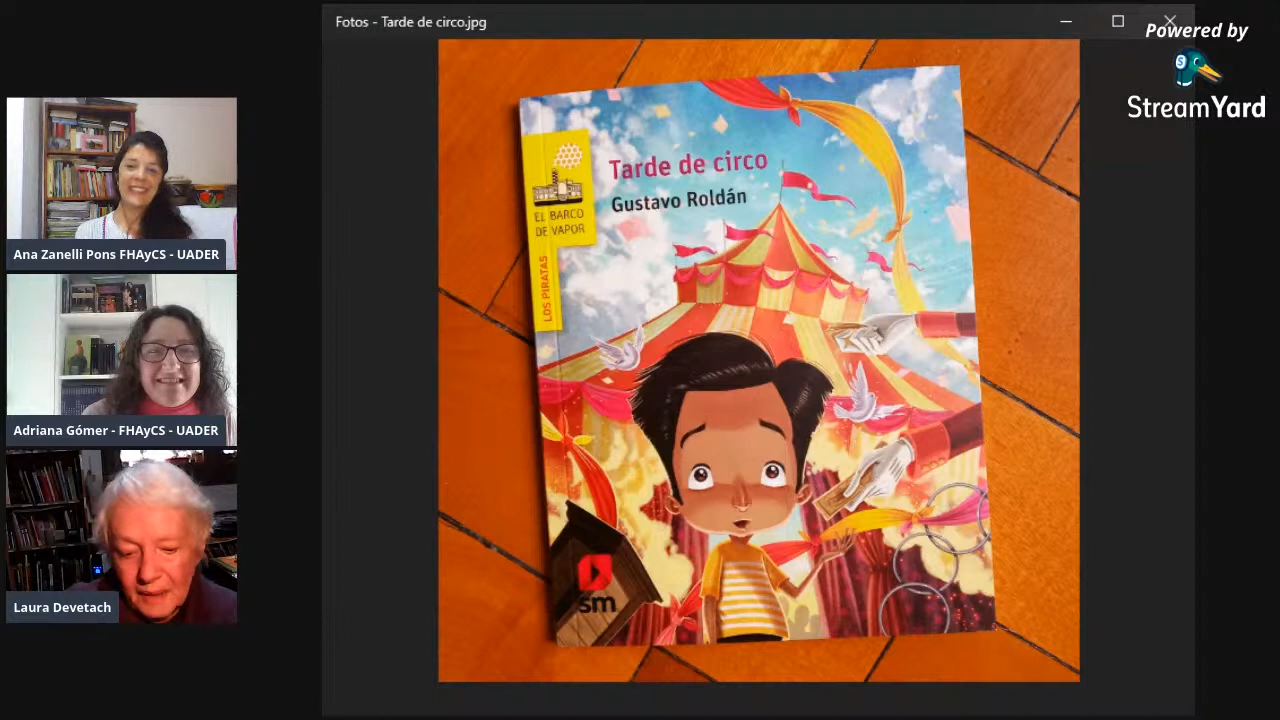 Fotos - Tarde de circo.jpg
Powered by
StreamYard
Tarde de circo
Gustavo Roldán
EL BARCO
DE VAPOR
LOS PIRATAS
sm
Ana Zanelli Pons FHAyCS - UADER
Adriana Gómer - FHAyCS - UADER
Laura Devetach